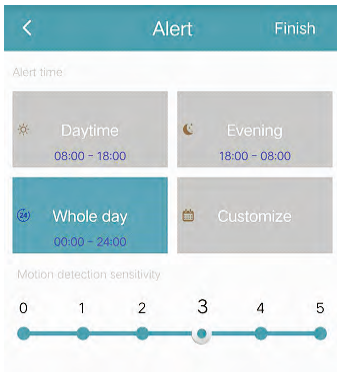 Alert Finish
Alert time
Daytime Evening
08:00 - 18:00 18:00 - 08:00
24 Whole day Customize
00:00 - 24:00
Motion detection sensitivity
0 1 2 3 4 5